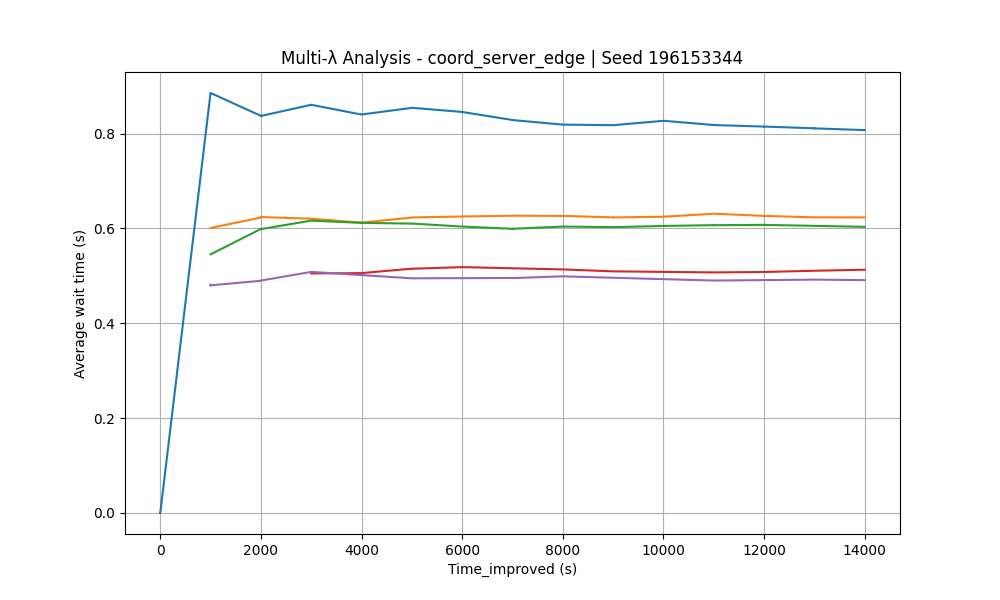 Multi-λ Analysis - coord_server_edge | Seed 196153344
Average wait time (s)
0.8
0.6
0.4
0.2
0.0
0 2000 4000 6000 8000 10000 12000 14000
Time_improved (s)